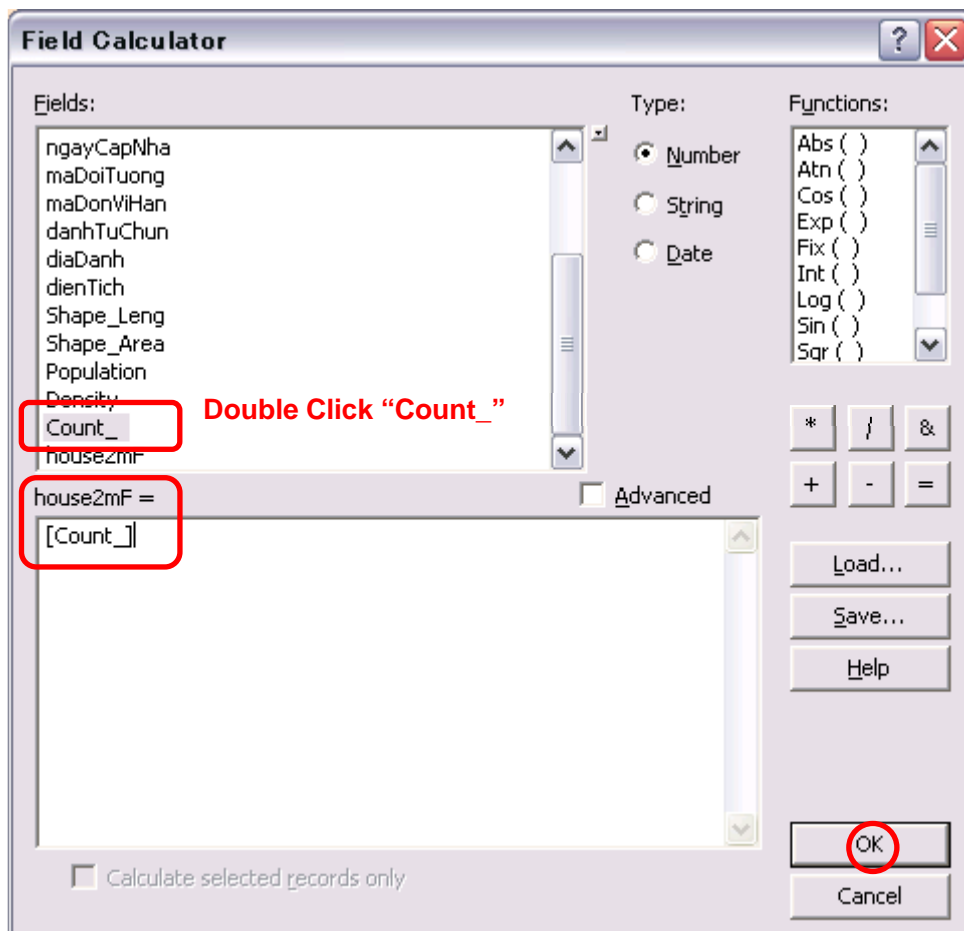 Field Calculator
Fields:
ngayCapNha
maDoiTuong
maDonViHan
danhTuChun
diaDanh
dienTich
Shape_Leng
Shape_Area
Population
Density
Count_
house2mF
Double Click “Count_”
Type:
Number
String
Date
Functions:
Abs ( )
Atn ( )
Cos ( )
Exp ( )
Fix ( )
Int ( )
Log ( )
Sin ( )
Sqr ( )
* / &
+ - =
house2mF =
Advanced
[Count_]
Load...
Save...
Help
Calculate selected records only
OK
Cancel